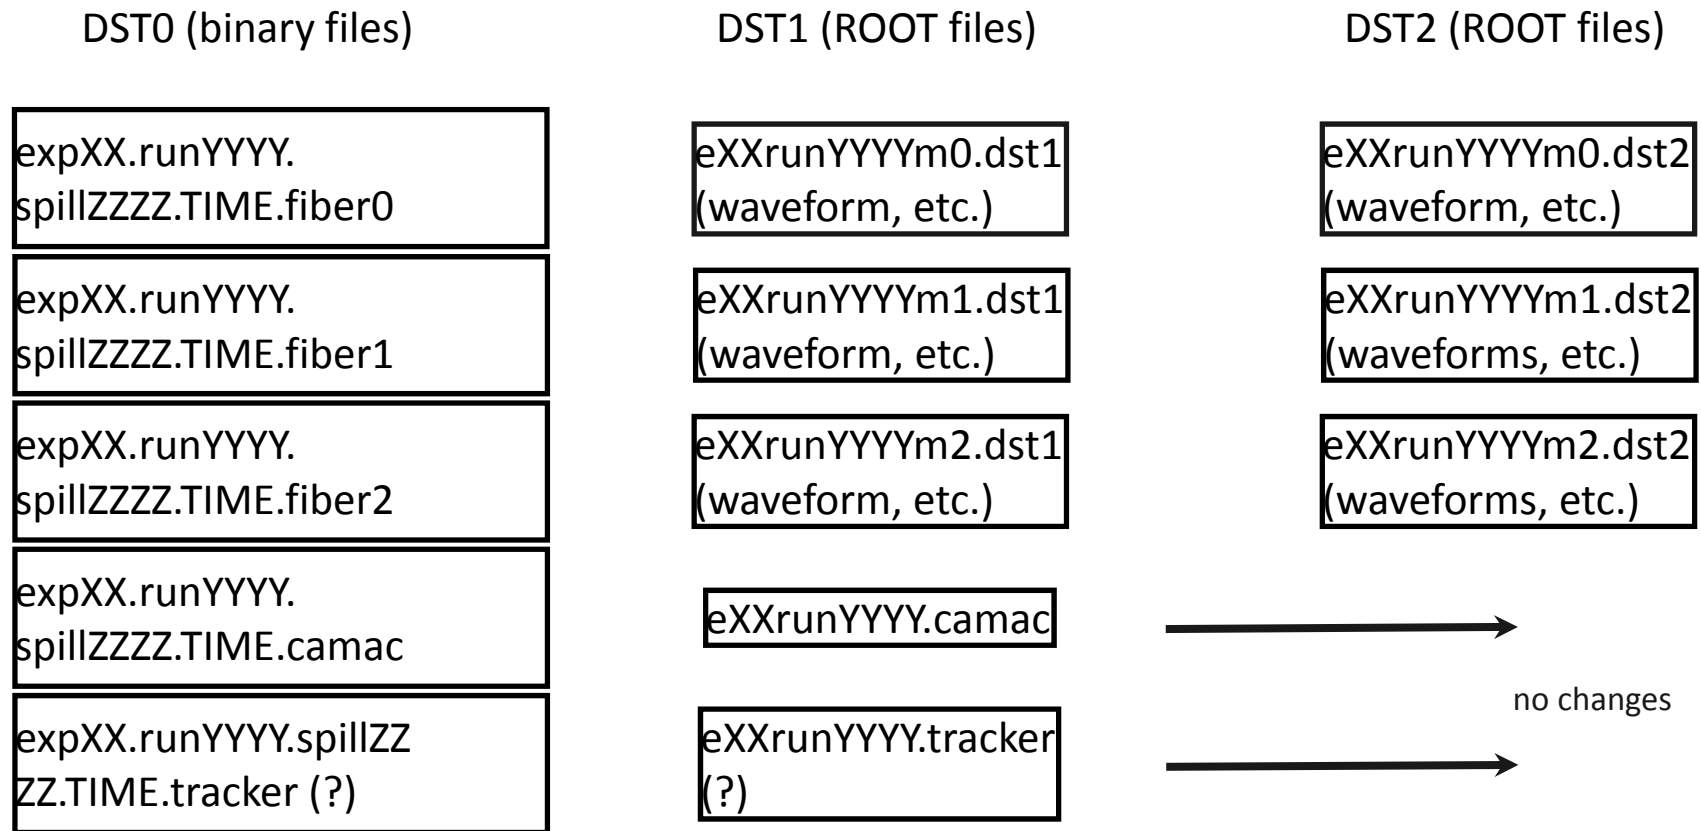 DST0 (binary files)
DST1 (ROOT files)
DST2 (ROOT files)
expXX.runYYYY.
spillZZZZ.TIME.fiber0
eXXrunYYYYm0.dst1
(waveform, etc.)
eXXrunYYYYm0.dst2
(waveform, etc.)
expXX.runYYYY.
spillZZZZ.TIME.fiber1
eXXrunYYYYm1.dst1
(waveform, etc.)
eXXrunYYYYm1.dst2
(waveforms, etc.)
expXX.runYYYY.
spillZZZZ.TIME.fiber2
eXXrunYYYYm2.dst1
(waveform, etc.)
eXXrunYYYYm2.dst2
(waveforms, etc.)
expXX.runYYYY.
spillZZZZ.TIME.camac
eXXrunYYYY.camac
expXX.runYYYY.spillZZ
ZZ.TIME.tracker (?)
eXXrunYYYY.tracker
(?)
no changes